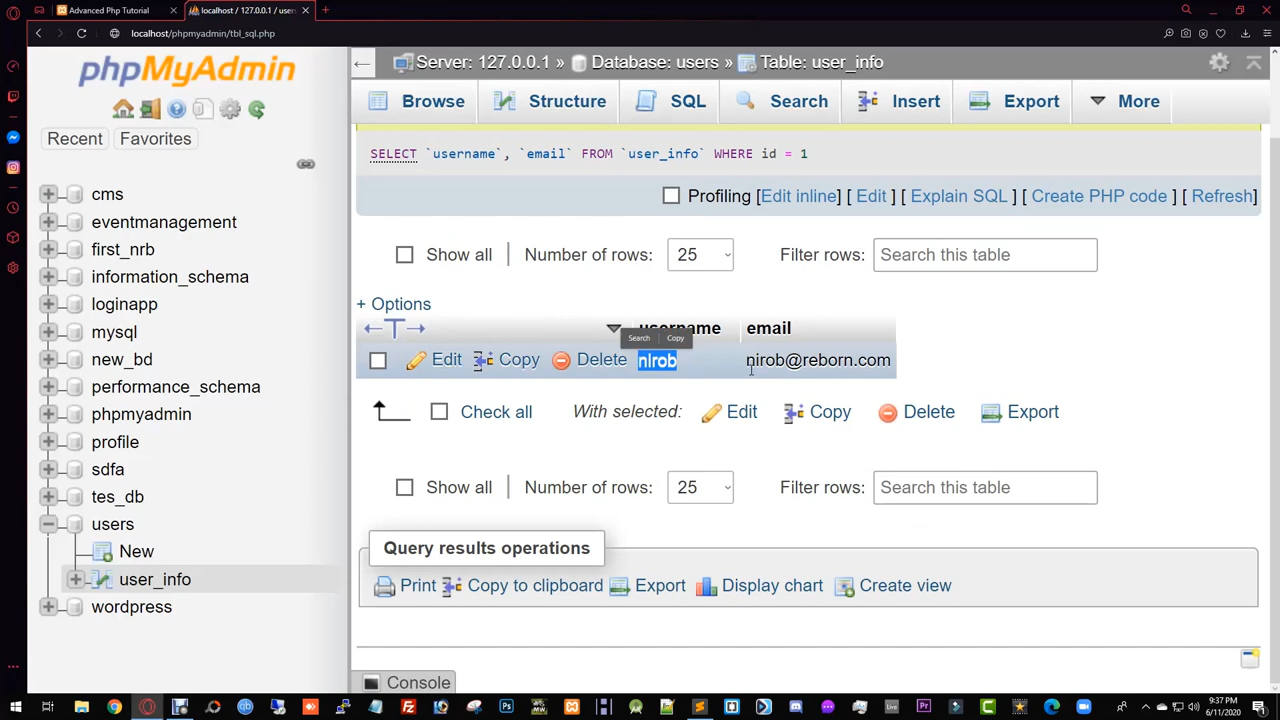 Advanced Php Tutorial
localhost / 127.0.0.1 / users
localhost/phpmyadmin/tbl_sql.php
phpMyAdmin
Recent Favorites
cms
eventmanagement
first_nrb
information_schema
loginapp
mysql
new_bd
performance_schema
phpmyadmin
profile
sdfa
tes_db
users
New
user_info
wordpress
Server: 127.0.0.1 » Database: users » Table: user_info
Browse Structure SQL Search Insert Export More
SELECT `username`, `email` FROM `user_info` WHERE id = 1
Profiling [Edit inline] [ Edit ] [ Explain SQL ] [ Create PHP code ] [ Refresh]
Show all Number of rows: 25 Filter rows: Search this table
+ Options
username email
Search Copy
Edit Copy Delete nirob nirob@reborn.com
Check all With selected: Edit Copy Delete Export
Show all Number of rows: 25 Filter rows: Search this table
Query results operations
Print Copy to clipboard Export Display chart Create view
Console
9:37 PM
6/11/2020